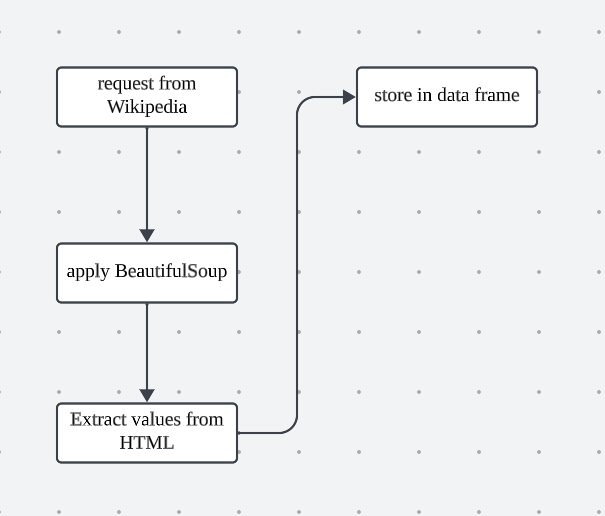 request from
Wikipedia
apply BeautifulSoup
Extract values from
HTML
store in data frame